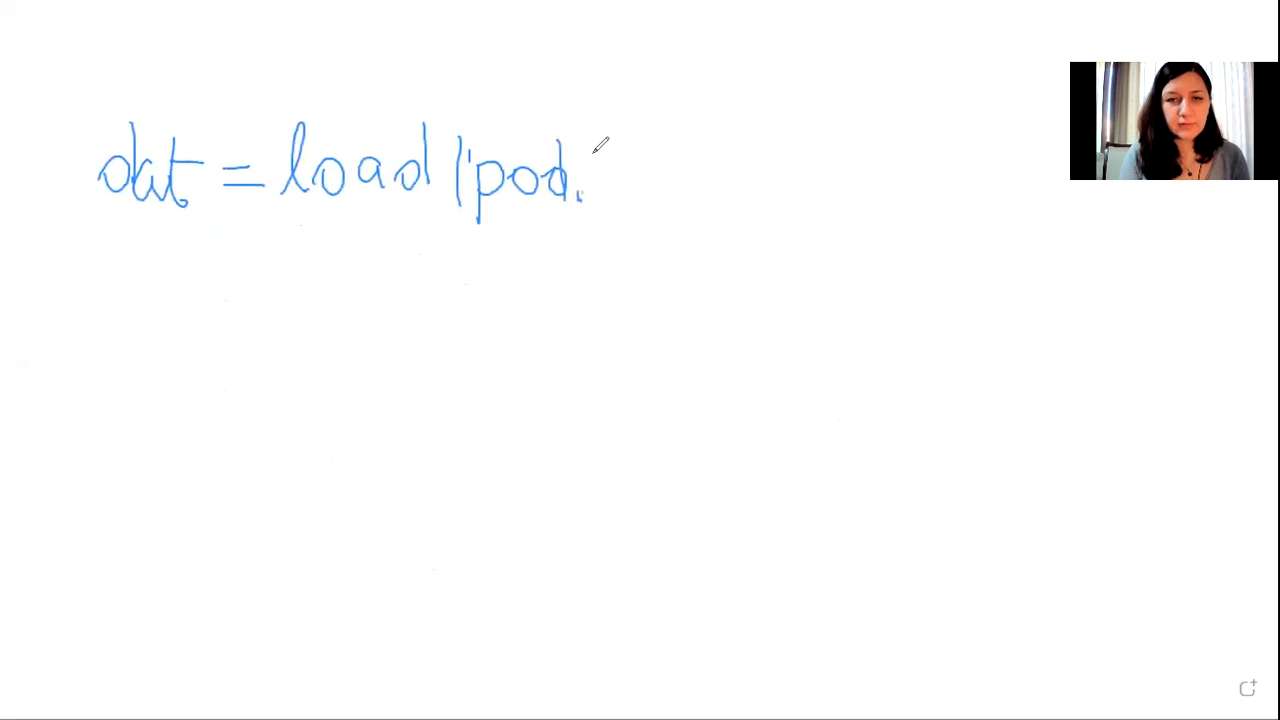 dat = load ('pod.